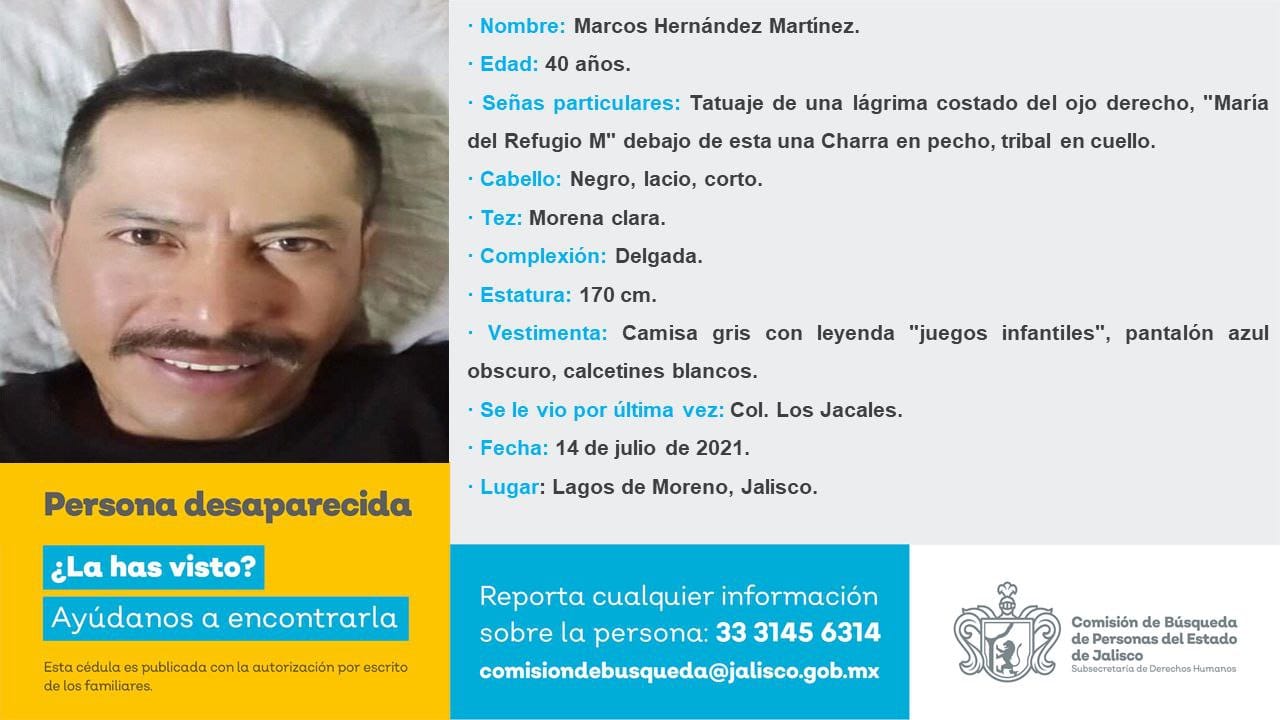 · Nombre: Marcos Hernández Martínez.
· Edad: 40 años.
· Señas particulares: Tatuaje de una lágrima costado del ojo derecho, "María
del Refugio M" debajo de esta una Charra en pecho, tribal en cuello.
· Cabello: Negro, lacio, corto.
· Tez: Morena clara.
· Complexión: Delgada.
· Estatura: 170 cm.
· Vestimenta: Camisa gris con leyenda "juegos infantiles", pantalón azul
obscuro, calcetines blancos.
· Se le vio por última vez: Col. Los Jacales.
· Fecha: 14 de julio de 2021.
· Lugar: Lagos de Moreno, Jalisco.
Persona desaparecida
¿La has visto?
Ayúdanos a encontrarla
Esta cédula es publicada con la autorización por escrito
de los familiares.
Reporta cualquier información
sobre la persona: 33 3145 6314
comisiondebusqueda@jalisco.gob.mx
Comisión de Búsqueda
de Personas del Estado
de Jalisco
Subsecretaría de Derechos Humanos